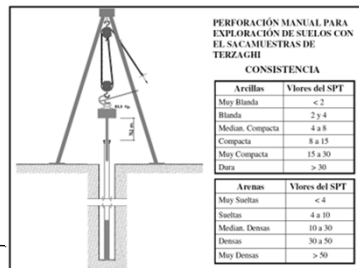 PERFORACIÓN MANUAL PARA
EXPLORACIÓN DE SUELOS CON
EL SACAMUESTRAS DE
TERZAGHI
CONSISTENCIA
Arcillas Vlores del SPT
Muy Blanda < 2
Blanda 2 y 4
Median. Compacta 4 a 8
Compacta 8 a 15
Muy Compacta 15 a 30
Dura > 30
Arenas Vlores del SPT
Muy Sueltas < 4
Sueltas 4 a 10
Median. Densas 10 a 30
Densas 30 a 50
Muy Densas > 50